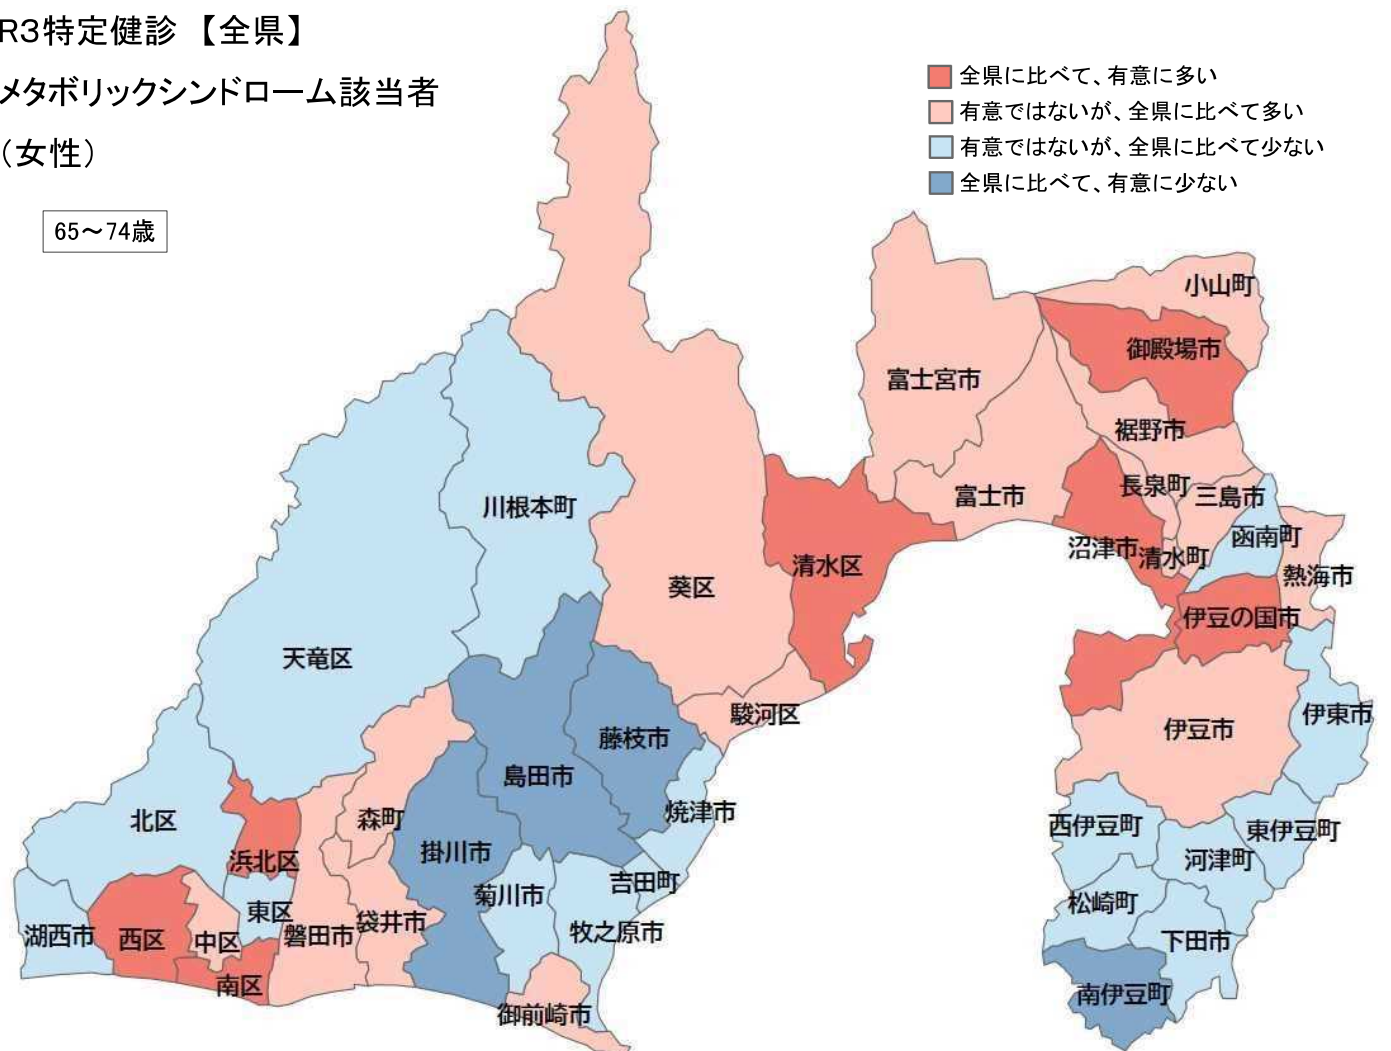 R3特定健診 【全県】
メタボリックシンドローム該当者
（女性）
65～74歳
全県に比べて、有意に多い
有意ではないが、全県に比べて多い
有意ではないが、全県に比べて少ない
全県に比べて、有意に少ない
小山町
御殿場市
富士宮市
裾野市
長泉町
三島市
富士市
川根本町
函南町
沼津市
清水町
清水区
熱海市
葵区
伊豆の国市
天竜区
駿河区
伊東市
伊豆市
藤枝市
島田市
焼津市
北区
森町
西伊豆町
東伊豆町
掛川市
浜北区
河津町
吉田町
菊川市
松崎町
東区
袋井市
牧之原市
湖西市
西区
中区
磐田市
下田市
南区
南伊豆町
御前崎市